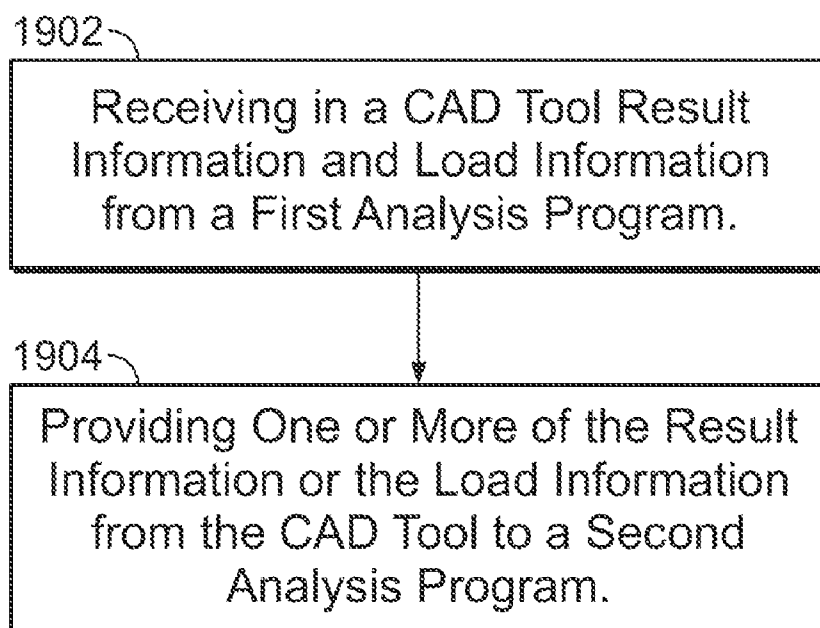 1902
Receiving in a CAD Tool Result
Information and Load Information
from a First Analysis Program.
1904
Providing One or More of the Result
Information or the Load Information
from the CAD Tool to a Second
Analysis Program.